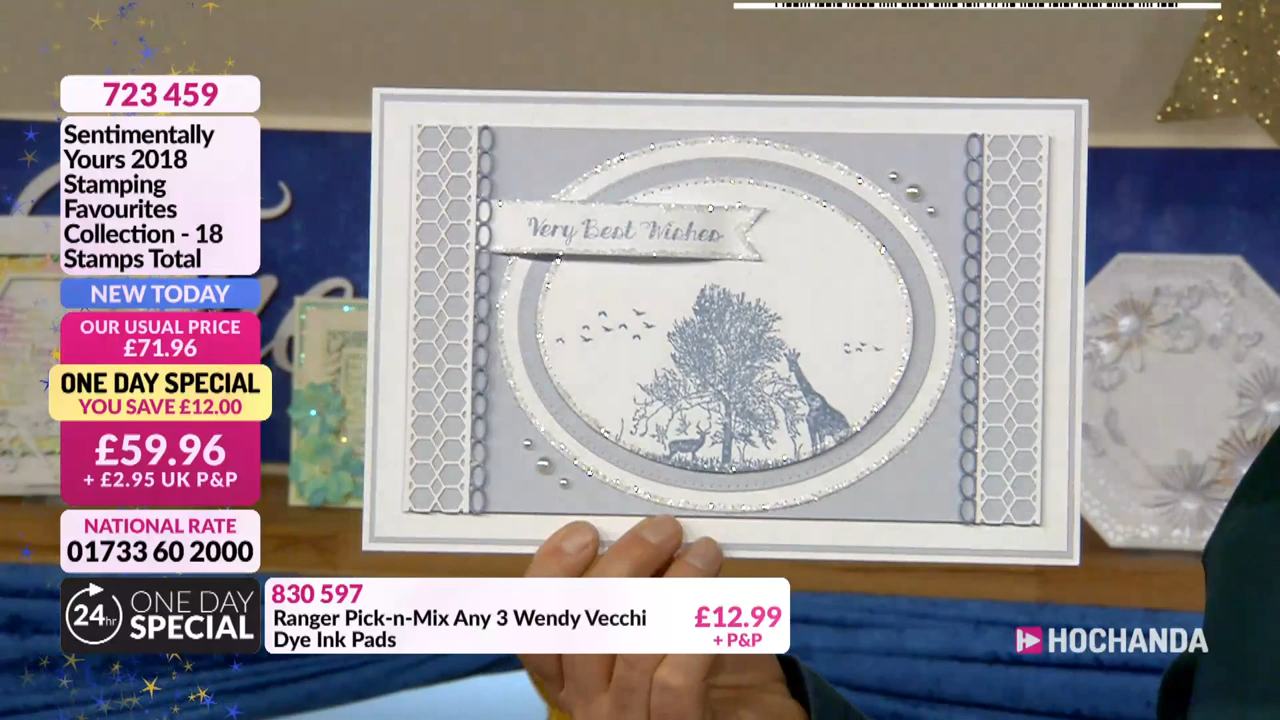 723 459
Sentimentally
Yours 2018
Stamping
Favourites
Collection - 18
Stamps Total
NEW TODAY
OUR USUAL PRICE
£71.96
ONE DAY SPECIAL
YOU SAVE £12.00
£59.96
+ £2.95 UK P&P
NATIONAL RATE
01733 60 2000
24hr ONE DAY
SPECIAL
830 597
Ranger Pick-n-Mix Any 3 Wendy Vecchi
Dye Ink Pads
£12.99
+ P&P
Very Best Wishes
HOCHANDA